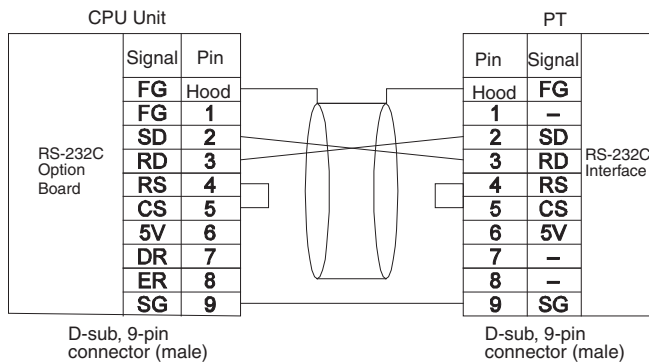 CPU Unit
PT
Signal Pin
Pin Signal
FG Hood
Hood FG
FG 1
1 –
SD 2
2 SD
RS-232C
Option
Board
RD 3
3 RD
RS-232C
Interface
RS 4
4 RS
CS 5
5 CS
5V 6
6 5V
DR 7
7 –
ER 8
8 –
SG 9
9 SG
D-sub, 9-pin
connector (male)
D-sub, 9-pin
connector (male)